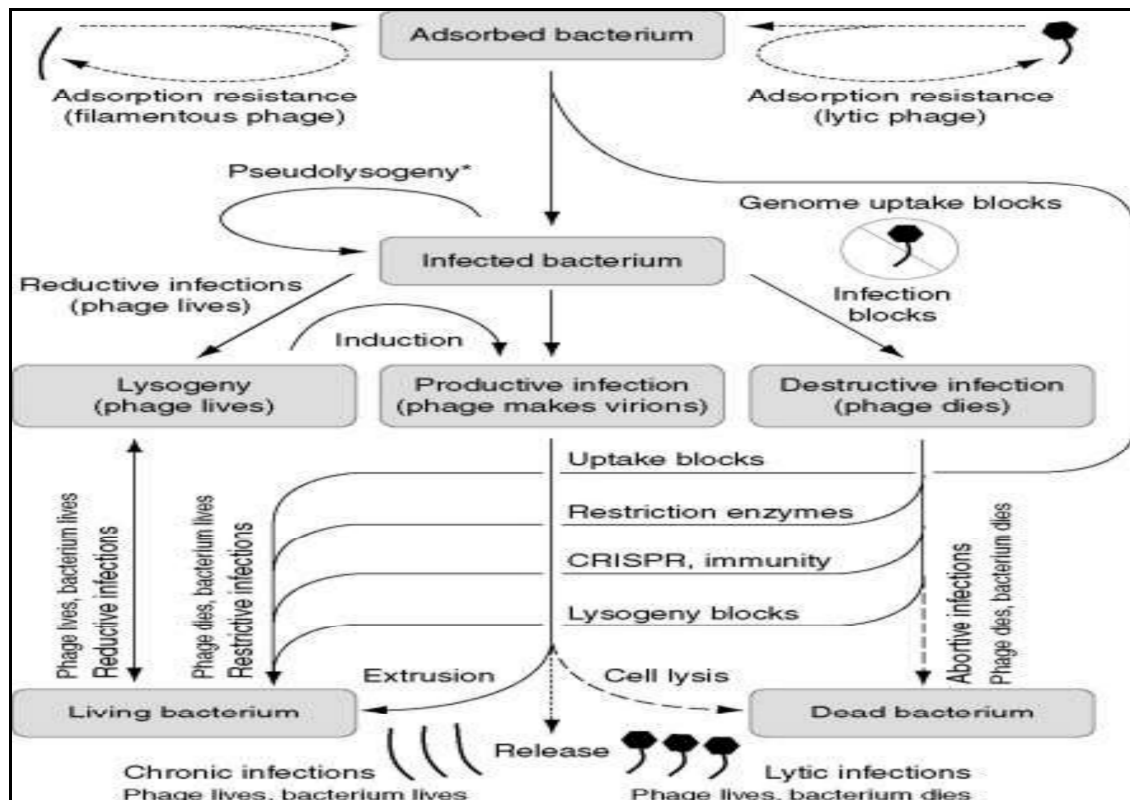 Adsorbed bacterium
Adsorption resistance
(filamentous phage)
Adsorption resistance
(lytic phage)
Pseudolysogeny*
Genome uptake blocks
Infected bacterium
Reductive infections
(phage lives)
Infection
blocks
Induction
Lysogeny
(phage lives)
Productive infection
(phage makes virions)
Destructive infection
(phage dies)
Uptake blocks
Restriction enzymes
CRISPR, immunity
Lysogeny blocks
Phage lives, bacterium lives
Reductive infections
Phage dies, bacterium lives
Restrictive infections
Abortive infections
Phage dies, bacterium dies
Extrusion
Cell lysis
Living bacterium
Dead bacterium
Release
Chronic infections
Phage lives, bacterium lives
Lytic infections
Phage lives, bacterium dies